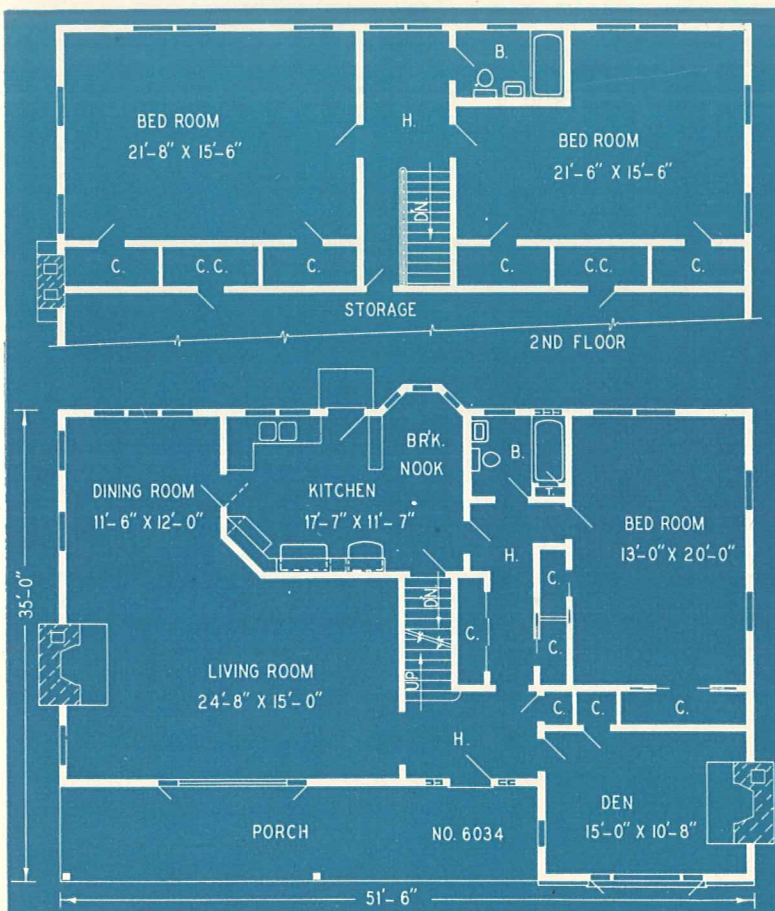 B.
BED ROOM
21'-8" X 15'-6"
H.
BED ROOM
21'-6" X 15'-6"
DN.
C.
C.C.
C.
C.
C.C.
C.
STORAGE
2ND FLOOR
BR'K.
NOOK
B.
T.
DINING ROOM
11'-6" X 12'-0"
KITCHEN
17'-7" X 11'-7"
BED ROOM
13'-0" X 20'-0"
H.
C.
35'-0"
DN.
C.
C.
UP
LIVING ROOM
24'-8" X 15'-0"
C.
C.
C.
H.
DEN
15'-0" X 10'-8"
PORCH
NO. 6034
51'-6"